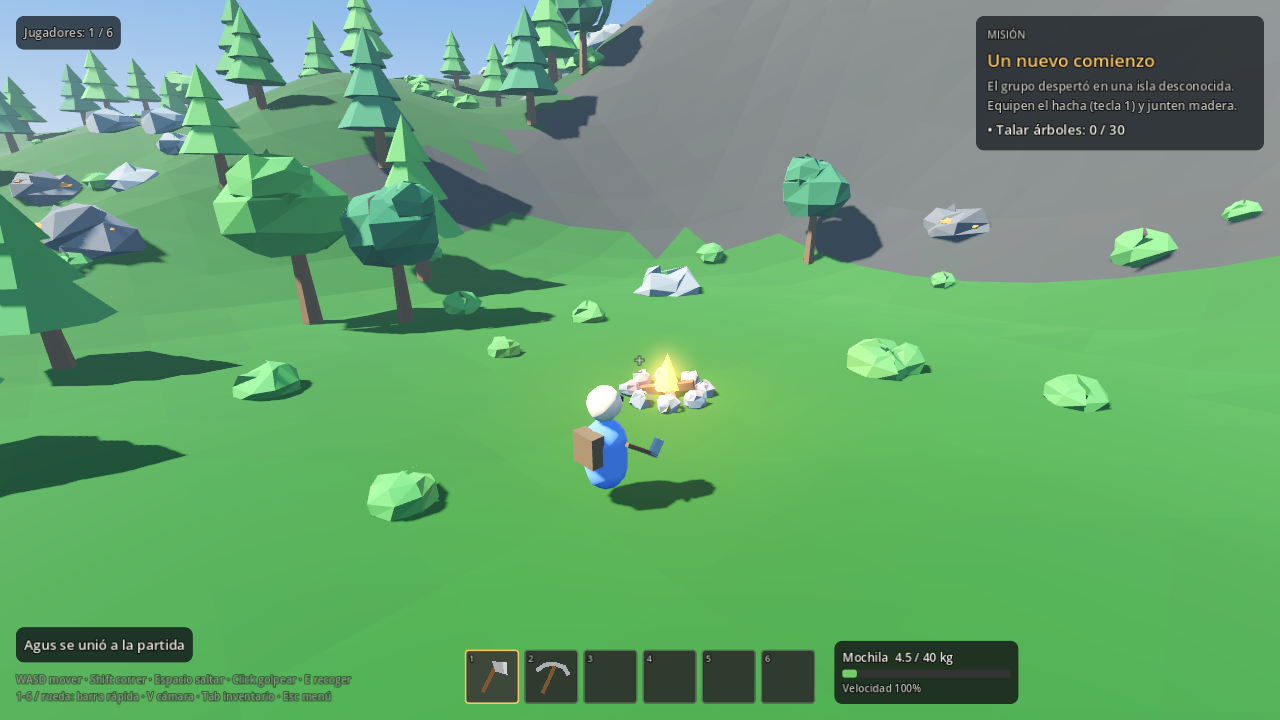 Jugadores: 1 / 6
MISIÓN
Un nuevo comienzo
El grupo despertó en una isla desconocida.
Equipen el hacha (tecla 1) y junten madera.
• Talar árboles: 0 / 30
Agus se unió a la partida
WASD mover · Shift correr · Espacio saltar · Click golpear · E recoger
1-6 / rueda: barra rápida · V cámara · Tab inventario · Esc menú
1
2
3
4
5
6
Mochila 4.5 / 40 kg
Velocidad 100%